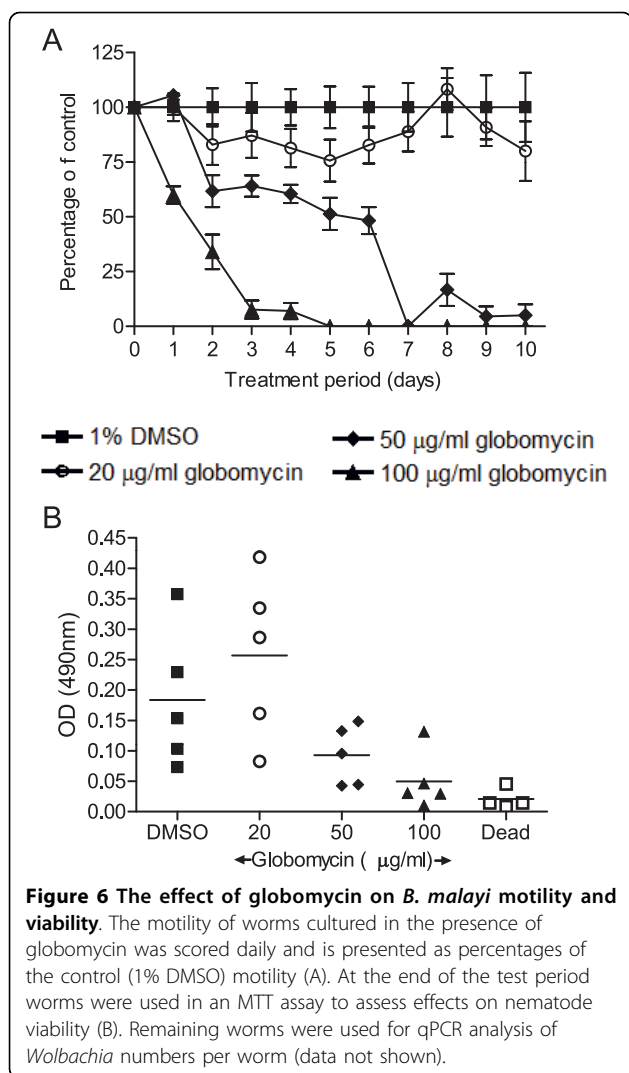 A
Percentage o f control
125
100
75
50
25
0
0 1 2 3 4 5 6 7 8 9 10
Treatment period (days)
1% DMSO
50 µg/ml globomycin
20 µg/ml globomycin
100 µg/ml globomycin
B
OD (490nm)
0.45
0.40
0.35
0.30
0.25
0.20
0.15
0.10
0.05
0.00
DMSO 20 50 100 Dead
←Globomycin ( µg/ml)→
Figure 6 The effect of globomycin on B. malayi motility and
viability. The motility of worms cultured in the presence of
globomycin was scored daily and is presented as percentages of
the control (1% DMSO) motility (A). At the end of the test period
worms were used in an MTT assay to assess effects on nematode
viability (B). Remaining worms were used for qPCR analysis of
Wolbachia numbers per worm (data not shown).